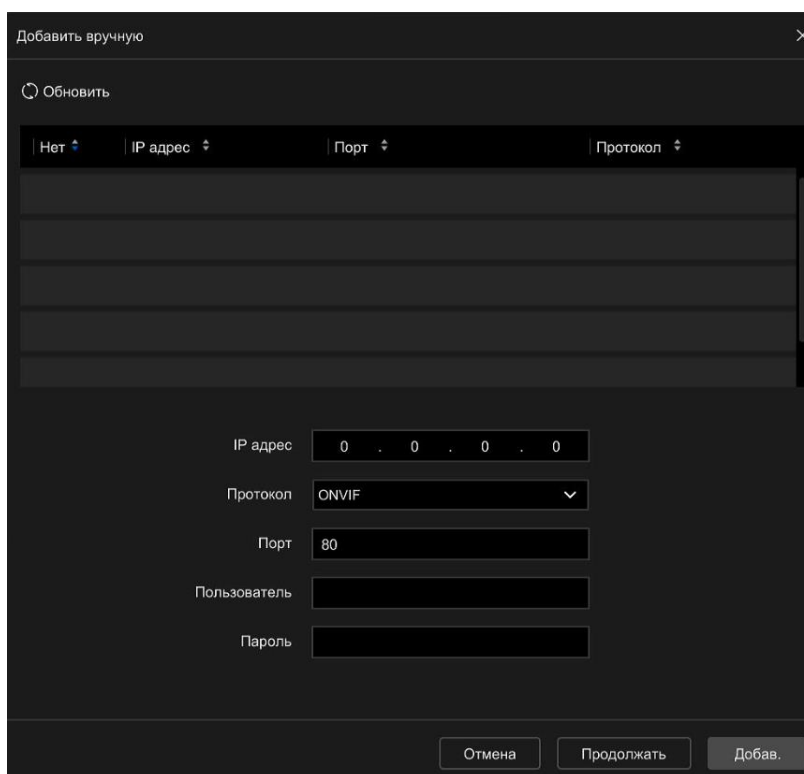 Добавить вручную
Обновить
Нет IP адрес Порт Протокол
IP адрес 0 . 0 . 0 . 0
Протокол ONVIF
Порт 80
Пользователь
Пароль
Отмена Продолжать Добав.